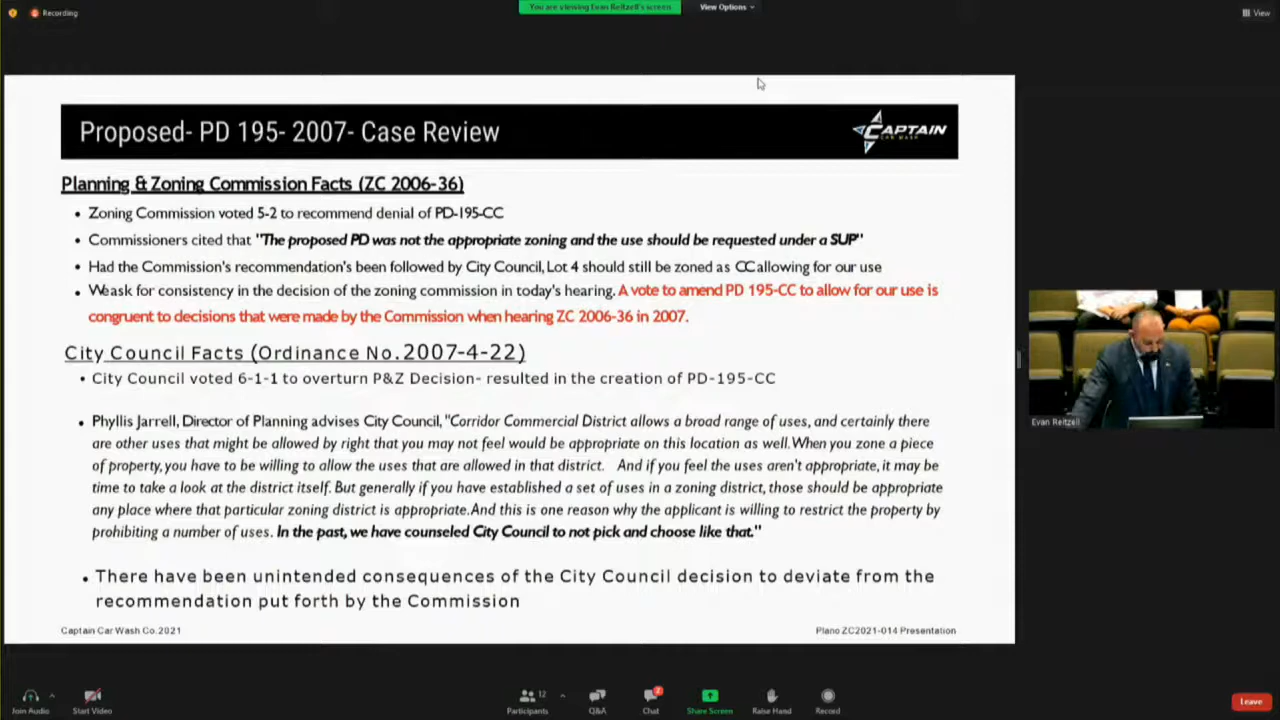 Recording
You are viewing Evan Reitzell's screen
View Options
View
Proposed- PD 195- 2007- Case Review
CAPTAIN
CAR WASH
Planning & Zoning Commission Facts (ZC 2006-36)
• Zoning Commission voted 5-2 to recommend denial of PD-195-CC
• Commissioners cited that "The proposed PD was not the appropriate zoning and the use should be requested under a SUP"
• Had the Commission's recommendation's been followed by City Council, Lot 4 should still be zoned as CC allowing for our use
• We ask for consistency in the decision of the zoning commission in today's hearing. A vote to amend PD 195-CC to allow for our use is
congruent to decisions that were made by the Commission when hearing ZC 2006-36 in 2007.
City Council Facts (Ordinance No.2007-4-22)
• City Council voted 6-1-1 to overturn P&Z Decision- resulted in the creation of PD-195-CC
• Phyllis Jarrell, Director of Planning advises City Council, "Corridor Commercial District allows a broad range of uses, and certainly there
are other uses that might be allowed by right that you may not feel would be appropriate on this location as well. When you zone a piece
of property, you have to be willing to allow the uses that are allowed in that district. And if you feel the uses aren't appropriate, it may be
time to take a look at the district itself. But generally if you have established a set of uses in a zoning district, those should be appropriate
any place where that particular zoning district is appropriate. And this is one reason why the applicant is willing to restrict the property by
prohibiting a number of uses. In the past, we have counseled City Council to not pick and choose like that."
• There have been unintended consequences of the City Council decision to deviate from the
recommendation put forth by the Commission
Captain Car Wash Co.2021
Plano ZC2021-014 Presentation
Evan Reitzell
Join Audio
Start Video
12
Participants
Q&A
2
Chat
Share Screen
Raise Hand
Record
Leave